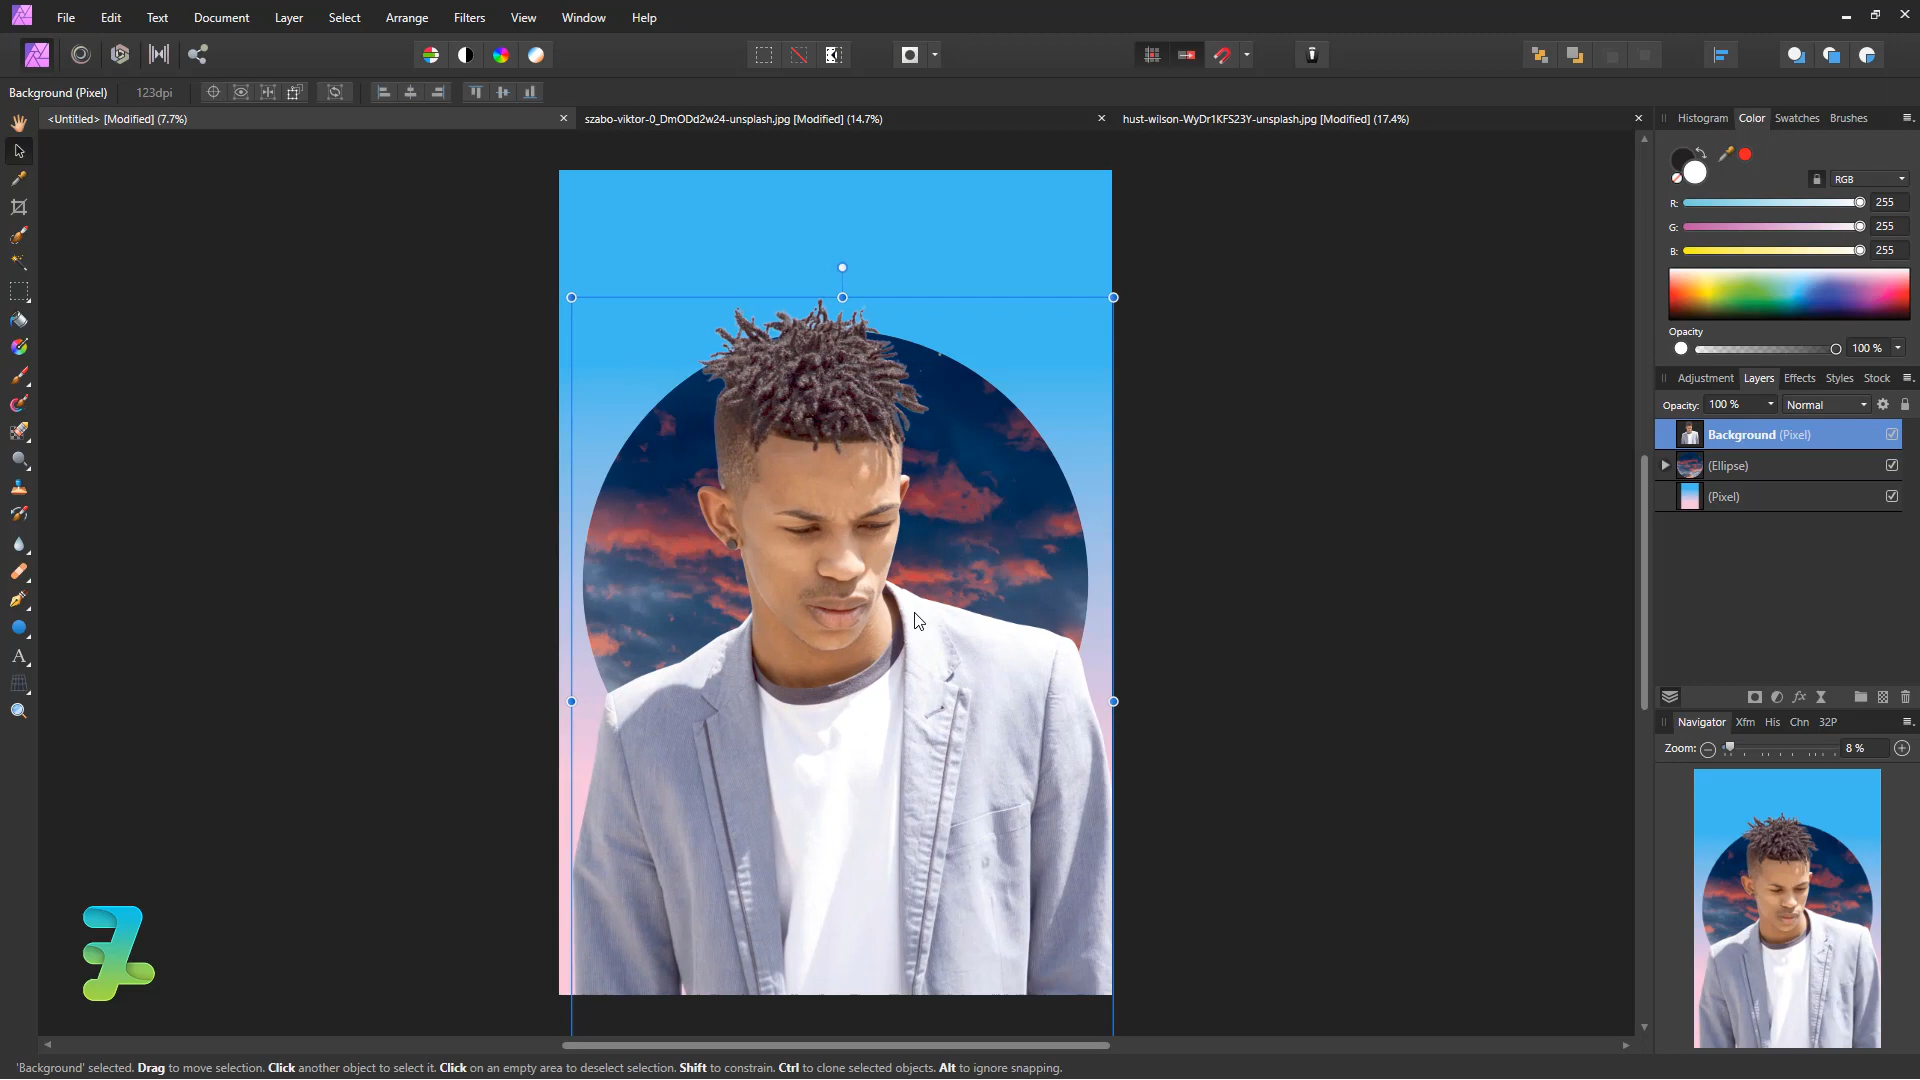 File Edit Text Document Layer Select Arrange Filters View Window Help
Background (Pixel) 123dpi
<Untitled> [Modified] (7.7%)
szabo-viktor-0_DmODd2w24-unsplash.jpg [Modified] (14.7%)
hust-wilson-WyDr1KFS23Y-unsplash.jpg [Modified] (17.4%)
Histogram Color Swatches Brushes
RGB
R: 255
G: 255
B: 255
Opacity
100 %
Adjustment Layers Effects Styles Stock
Opacity: 100 % Normal
Background (Pixel)
(Ellipse)
(Pixel)
Navigator Xfm His Chn 32P
Zoom: 8 %
'Background' selected. Drag to move selection. Click another object to select it. Click on an empty area to deselect selection. Shift to constrain. Ctrl to clone selected objects. Alt to ignore snapping.